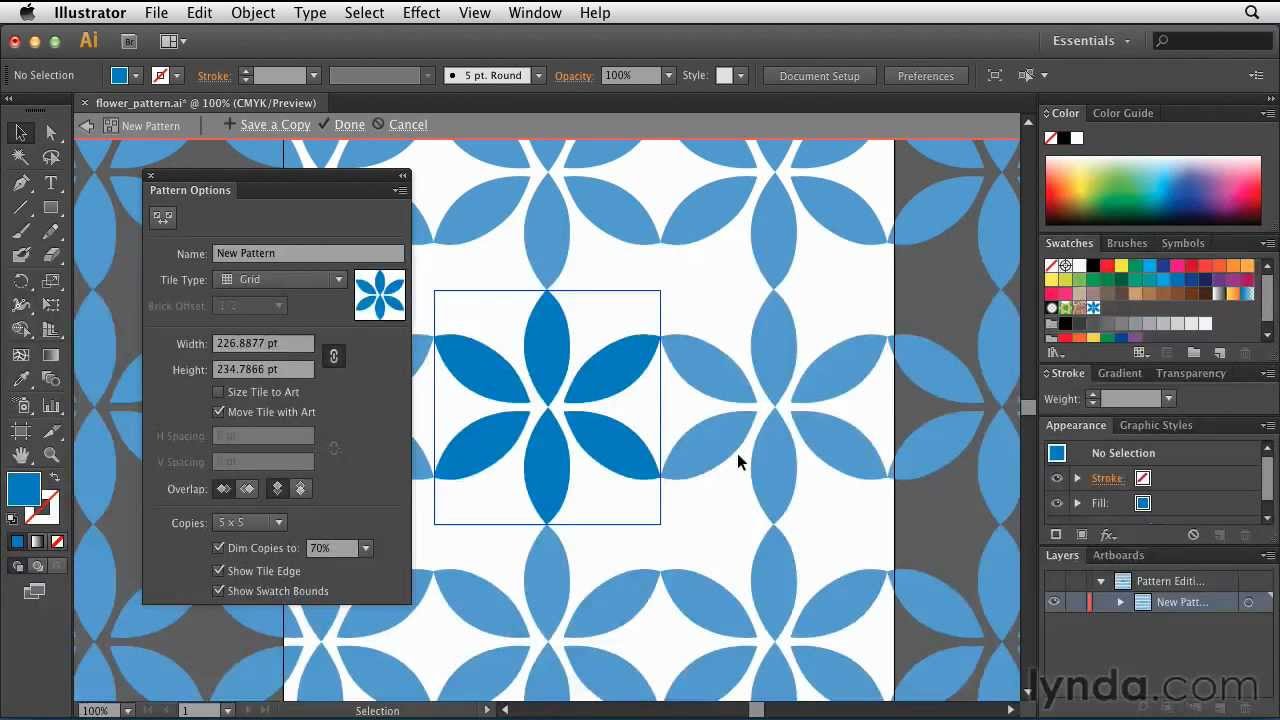 Illustrator File Edit Object Type Select Effect View Window Help
Ai Br Essentials
No Selection Stroke: 5 pt. Round Opacity: 100% Style: Document Setup Preferences
× flower_pattern.ai* @ 100% (CMYK/Preview)
New Pattern + Save a Copy Done Cancel
Pattern Options
Name: New Pattern
Tile Type: Grid
Brick Offset: 1/2
Width: 226.8877 pt
Height: 234.7866 pt
Size Tile to Art
Move Tile with Art
H Spacing: 0 pt
V Spacing: 0 pt
Overlap:
Copies: 5 x 5
Dim Copies to: 70%
Show Tile Edge
Show Swatch Bounds
Color Color Guide
Swatches Brushes Symbols
Stroke Gradient Transparency
Weight:
Appearance Graphic Styles
No Selection
Stroke:
Fill:
Layers Artboards
Pattern Editi...
New Patt...
100% 1 Selection
lynda.com